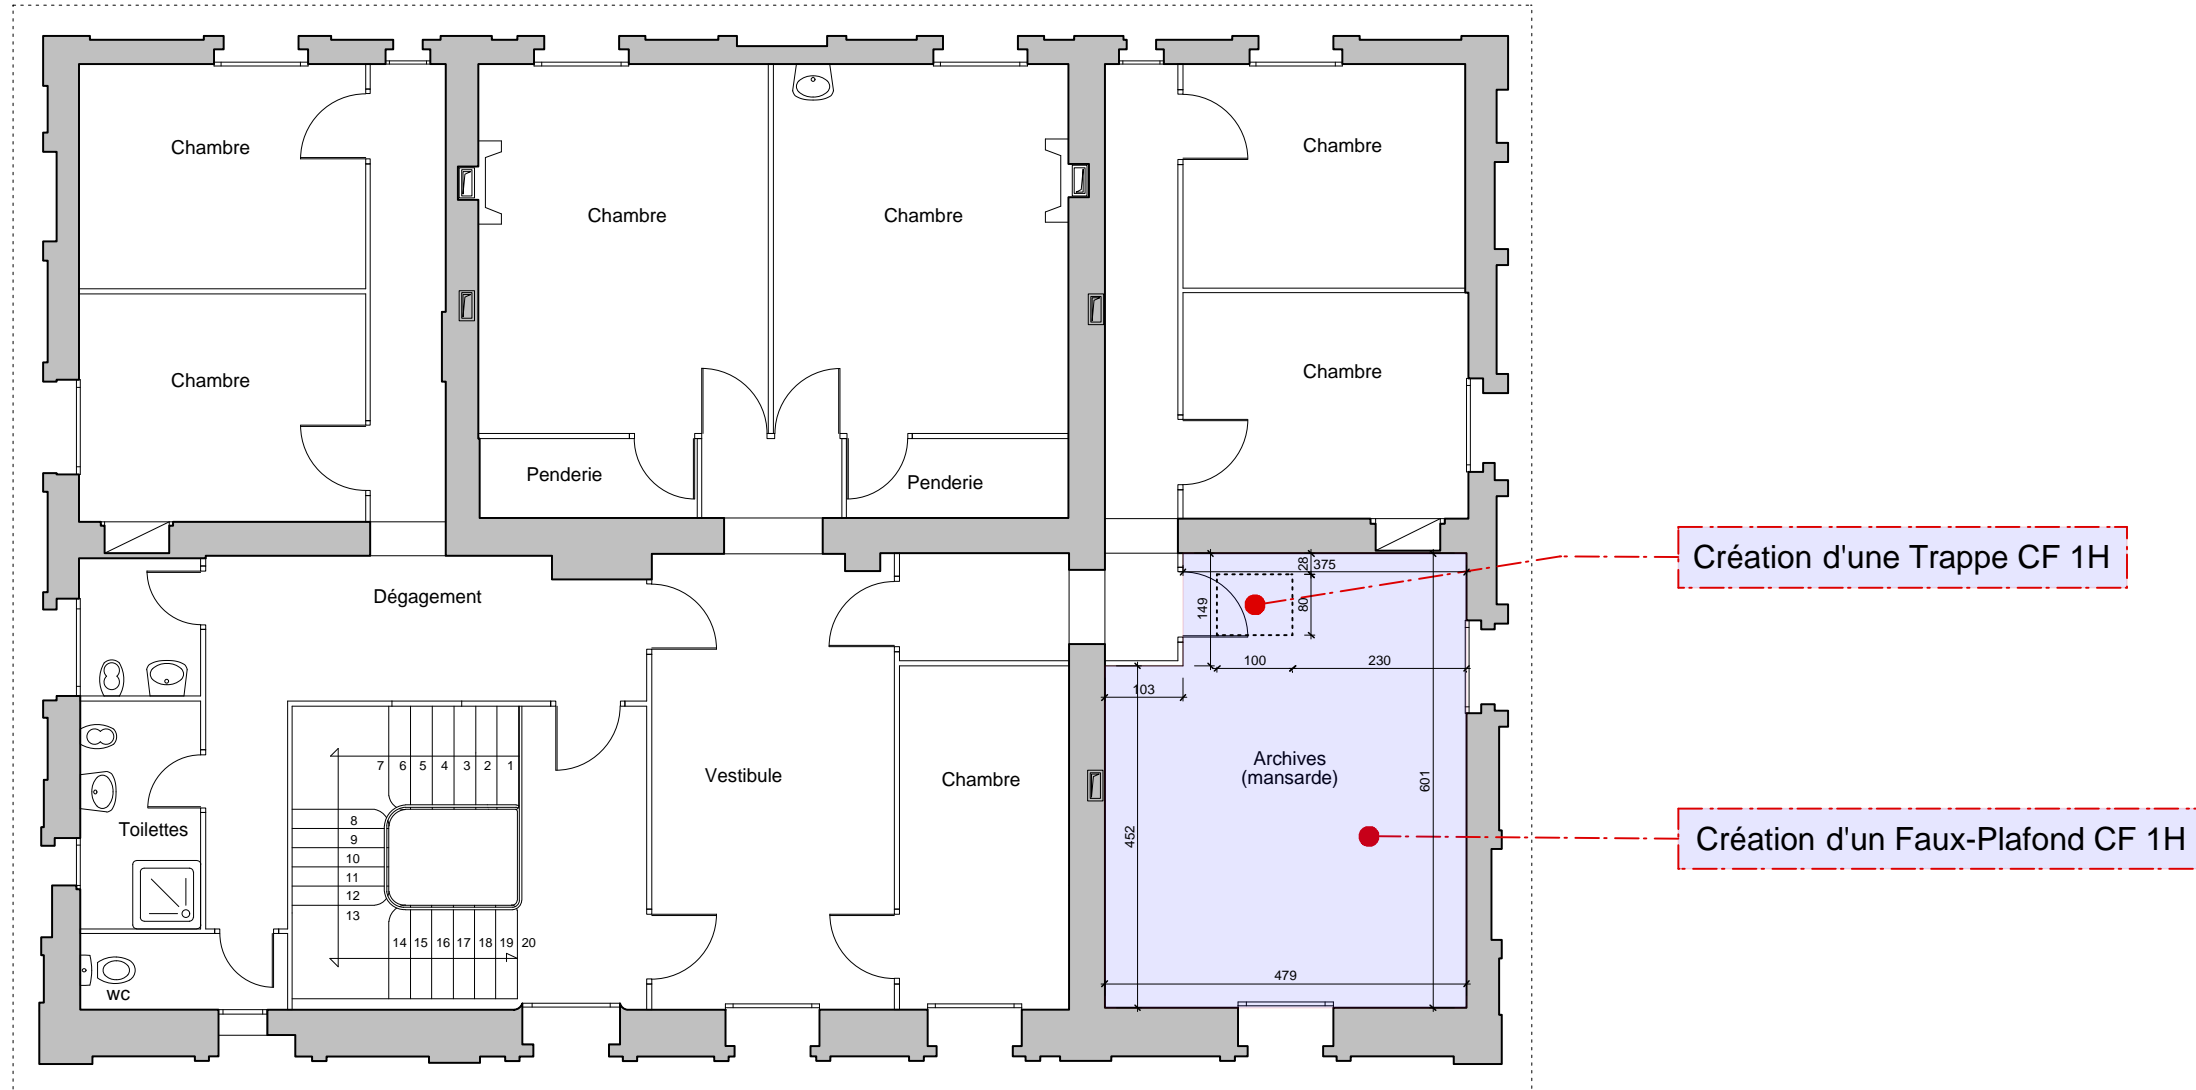 Chambre
Chambre
Chambre
Chambre
Chambre
Chambre
Chambre
Penderie
Penderie
Création d'une Trappe CF 1H
28
375
80
149
Dégagement
100
230
103
Archives
(mansarde)
601
452
479
Vestibule
Chambre
7 6 5 4 3 2 1
8
9
10
11
12
13
14 15 16 17 18 19 20
Toilettes
wc
Création d'un Faux-Plafond CF 1H